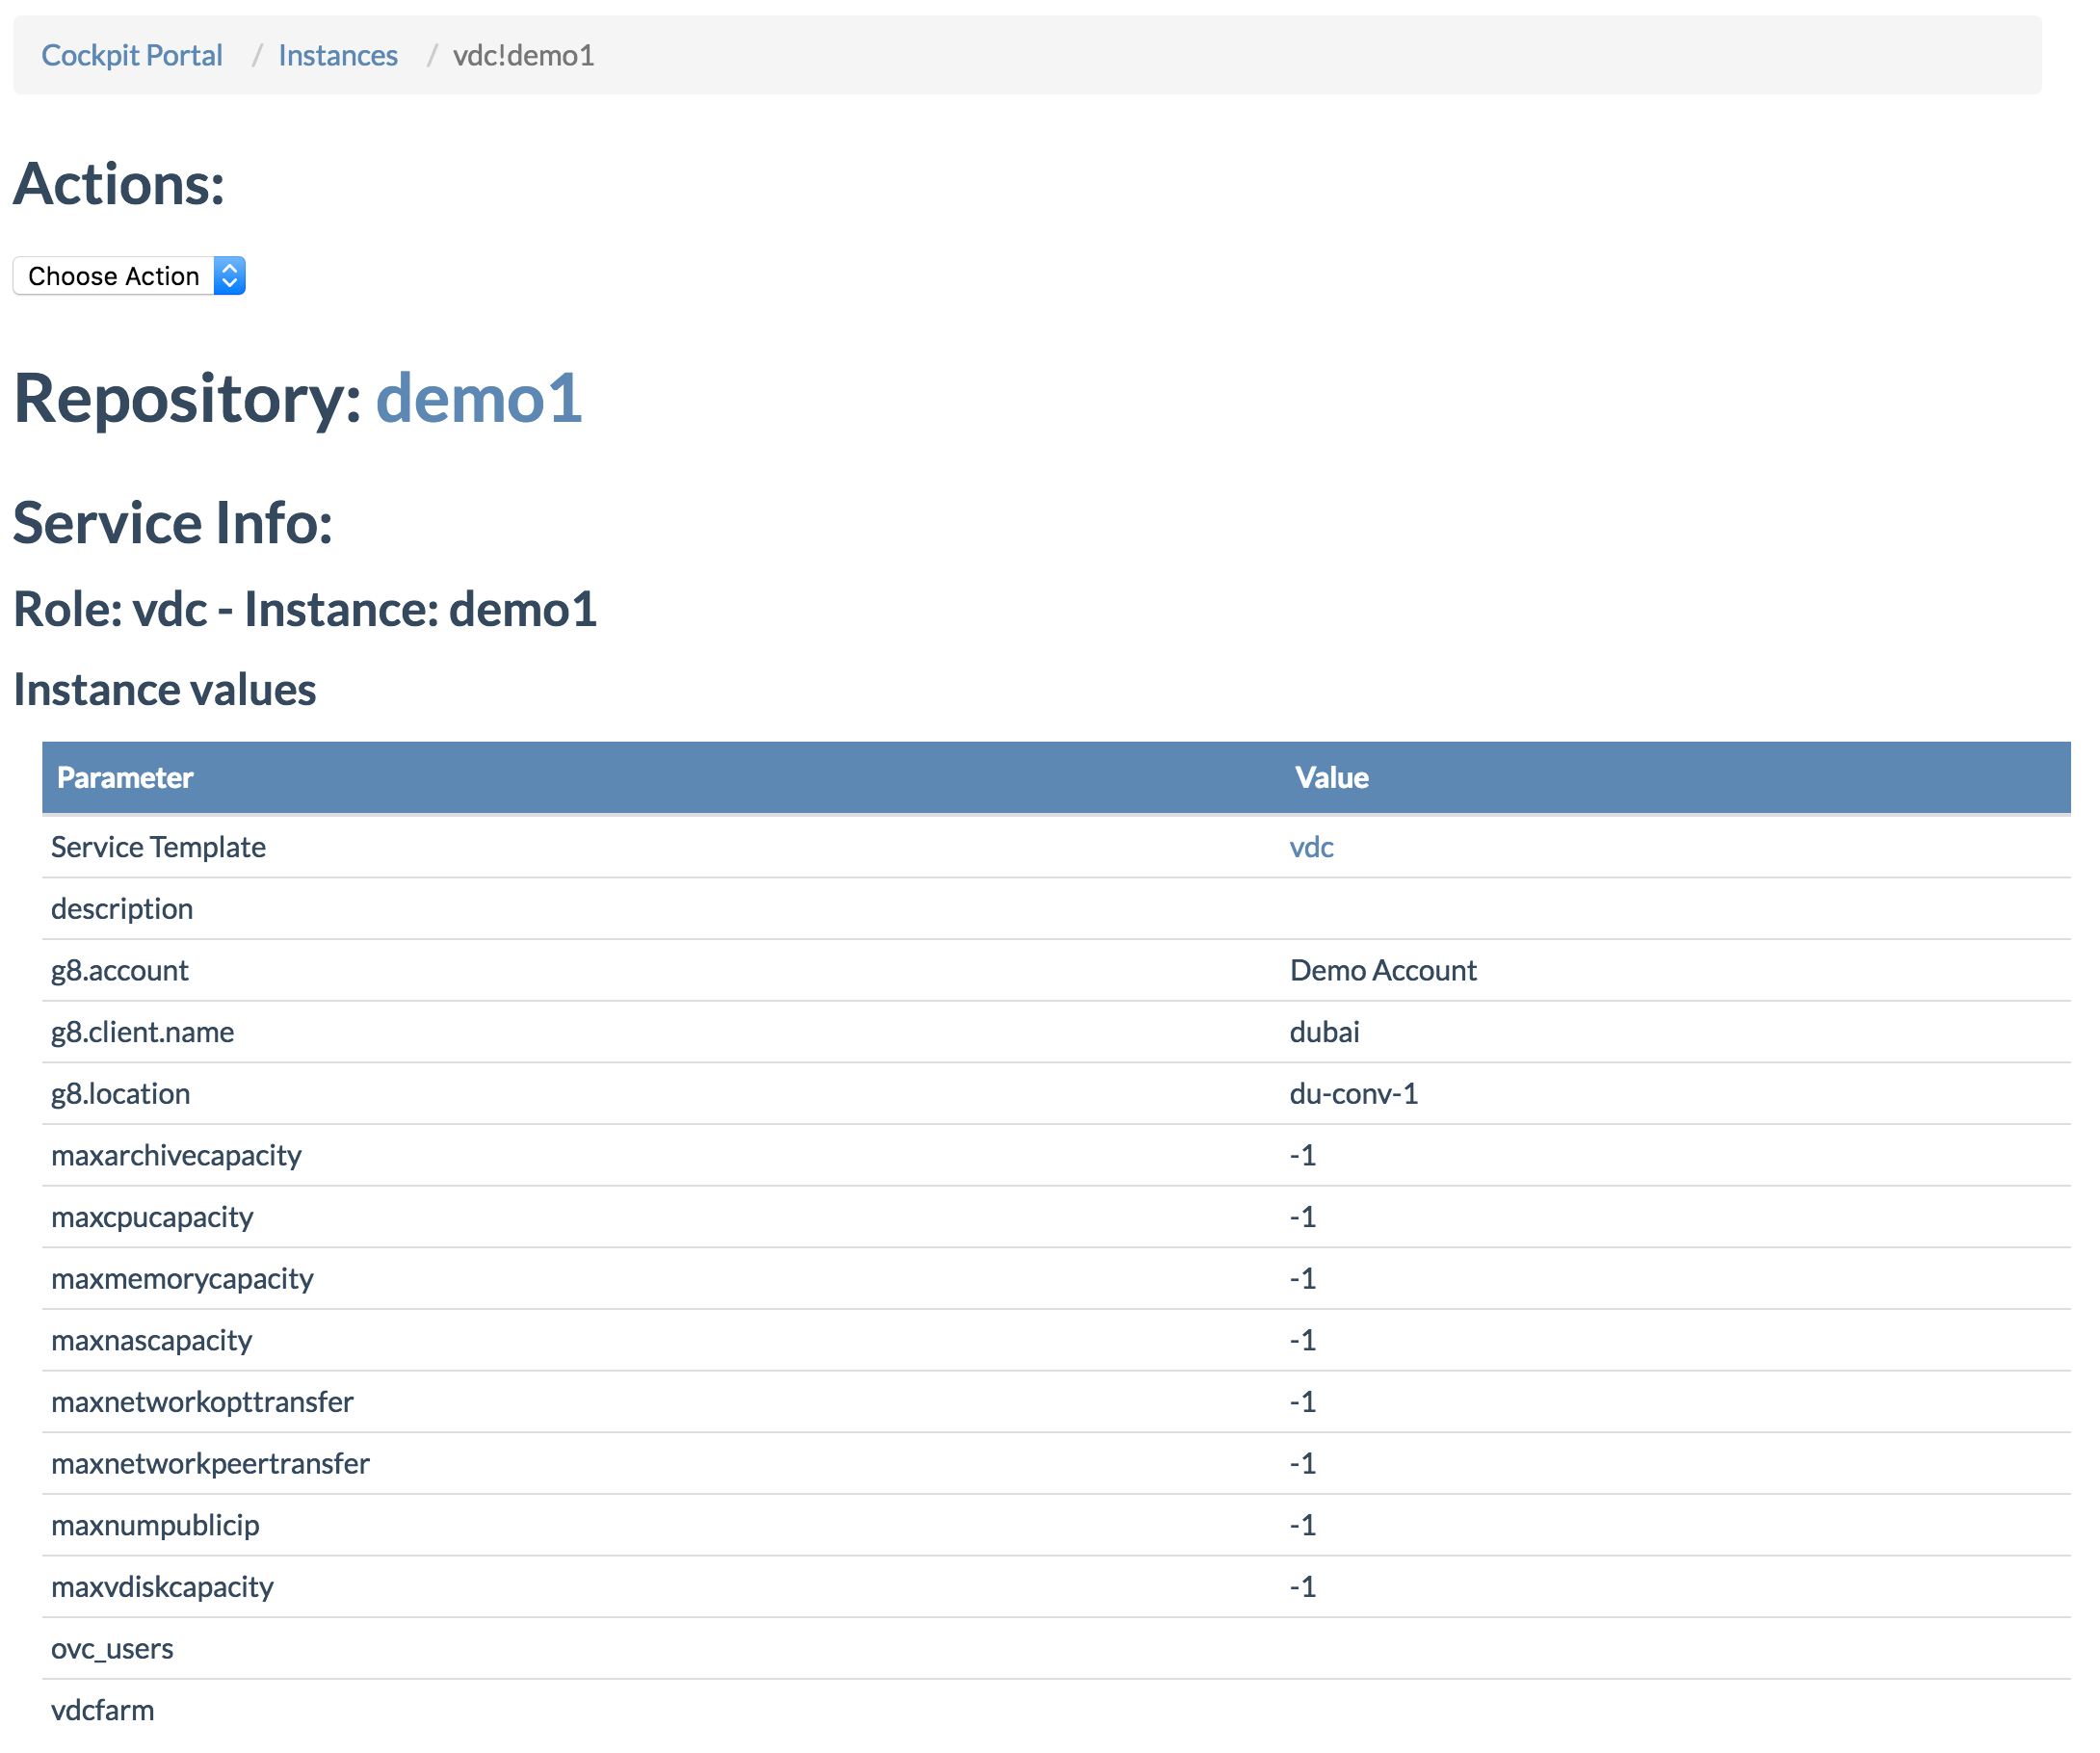 Cockpit Portal / Instances / vdc!demo1
Actions:
Choose Action
Repository: demo1
Service Info:
Role: vdc - Instance: demo1
Instance values
Parameter Value
Service Template vdc
description
g8.account Demo Account
g8.client.name dubai
g8.location du-conv-1
maxarchivecapacity -1
maxcpucapacity -1
maxmemorycapacity -1
maxnascapacity -1
maxnetworkopttransfer -1
maxnetworkpeertransfer -1
maxnumpublicip -1
maxvdiskcapacity -1
ovc_users
vdcfarm